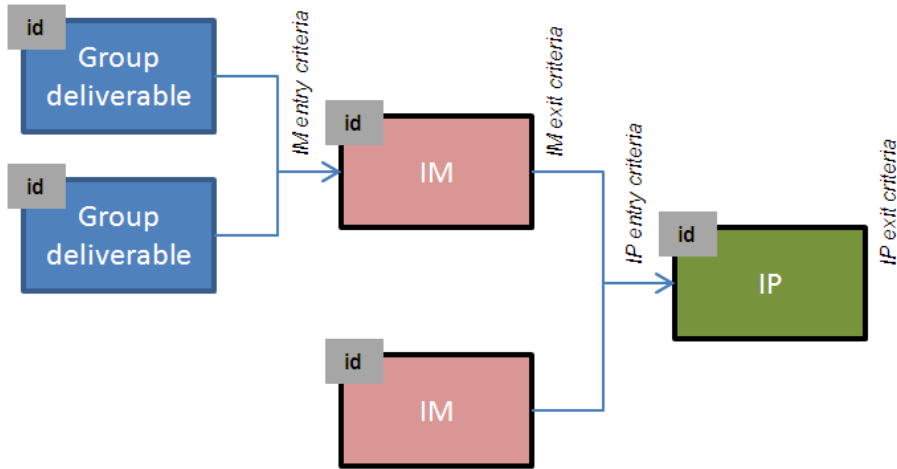 id
Group
deliverable
id
Group
deliverable
IM entry criteria
id
IM
IM exit criteria
id
IM
IP entry criteria
id
IP
IP exit criteria